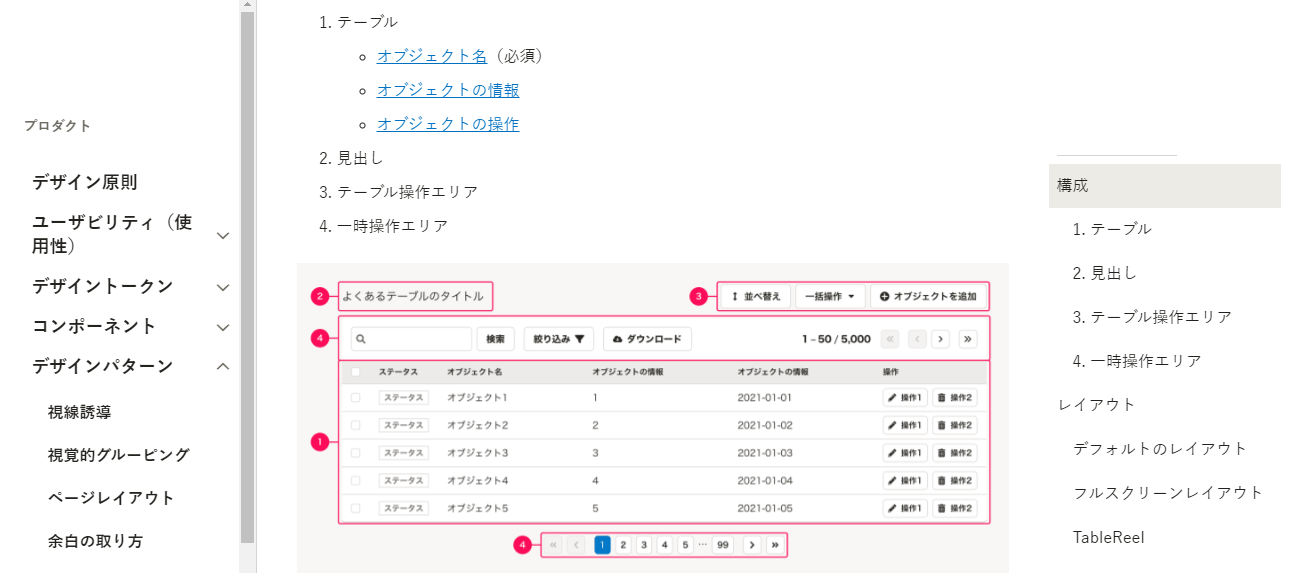 プロダクト
デザイン原則
ユーザビリティ（使
用性）
デザイントークン
コンポーネント
デザインパターン
視線誘導
視覚的グルーピング
ページレイアウト
余白の取り方
1. テーブル
オブジェクト名（必須）
オブジェクトの情報
オブジェクトの操作
2. 見出し
3. テーブル操作エリア
4. 一時操作エリア
2 よくあるテーブルのタイトル 3 並べ替え 一括操作 オブジェクトを追加
4 検索 絞り込み ダウンロード 1 – 50 / 5,000 « ‹ › »
ステータス オブジェクト名 オブジェクトの情報 オブジェクトの情報 操作
ステータス オブジェクト1 1 2021-01-01 操作1 操作2
ステータス オブジェクト2 2 2021-01-02 操作1 操作2
1 ステータス オブジェクト3 3 2021-01-03 操作1 操作2
ステータス オブジェクト4 4 2021-01-04 操作1 操作2
ステータス オブジェクト5 5 2021-01-05 操作1 操作2
4 « ‹ 1 2 3 4 5 … 99 › »
構成
1. テーブル
2. 見出し
3. テーブル操作エリア
4. 一時操作エリア
レイアウト
デフォルトのレイアウト
フルスクリーンレイアウト
TableReel